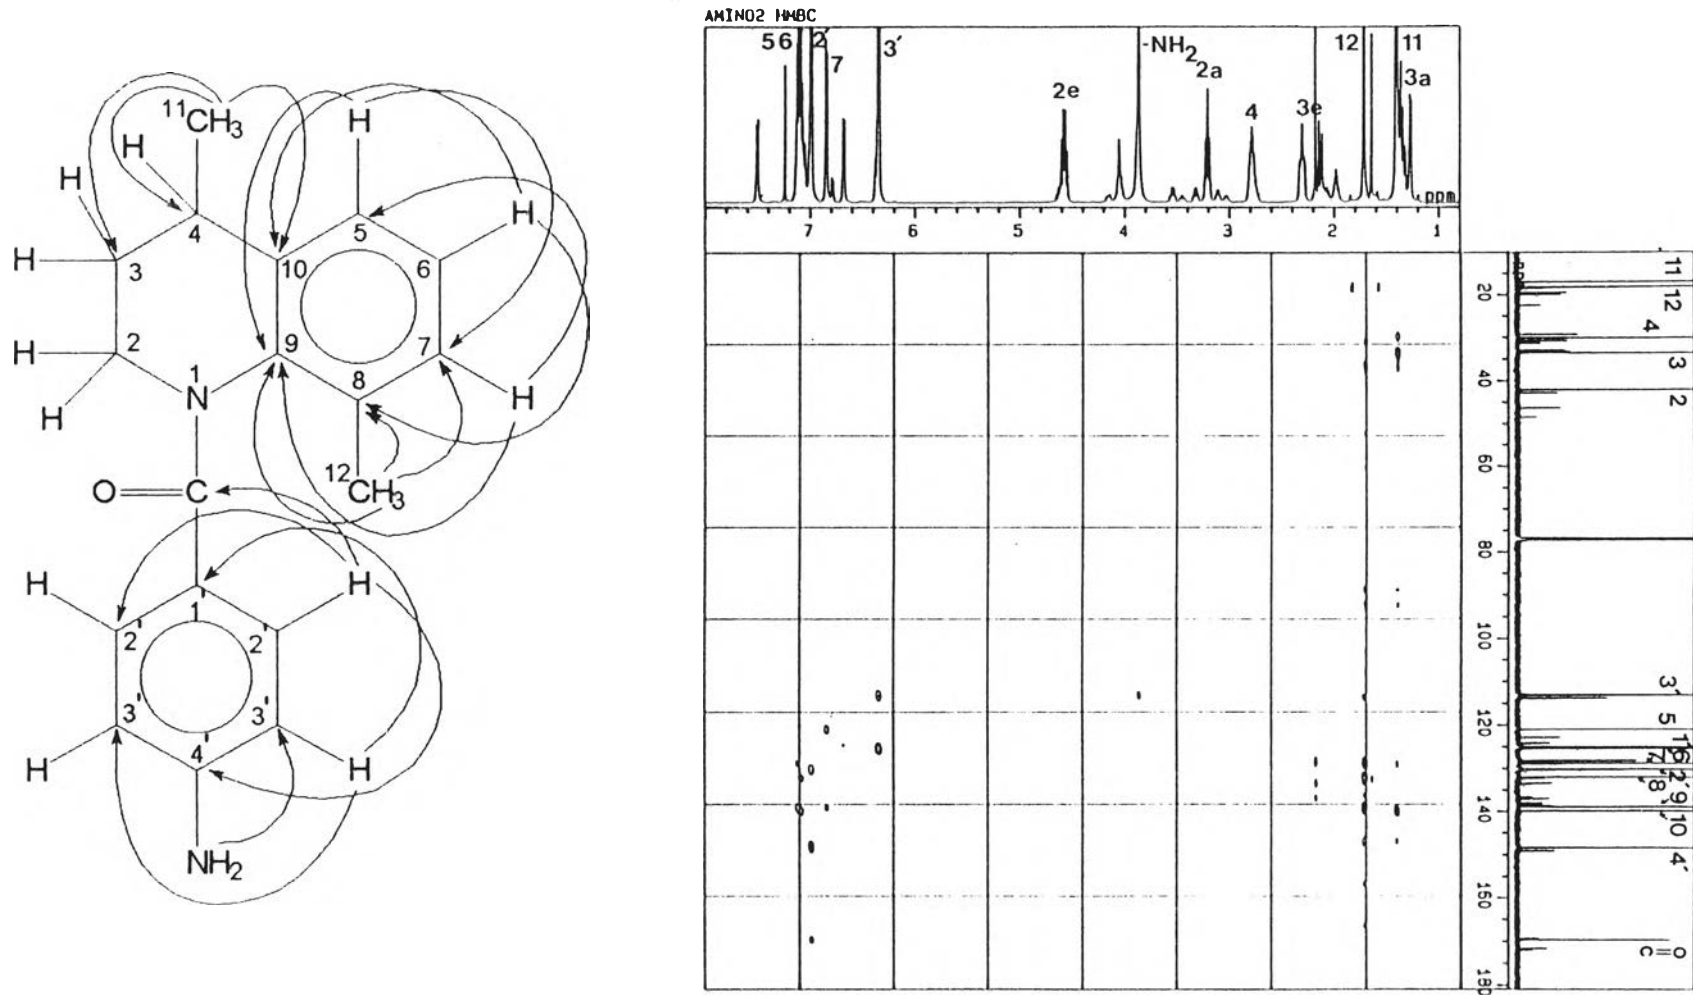 AMINO2 HMBC
5 6 2′ 7 3′ -NH2 2e 2a 4 3e 12 11 3a
ppm
7 6 5 4 3 2 1
11CH3
H
H
H
H
4
5
H
3
10
6
H
2
9
7
H
1
N
8
H
H
12CH3
O
C
H
H
1′
2′
2′
3′
3′
4′
H
H
NH2
20
40
60
80
100
120
140
160
180
11
12
4
3
2
3′
5
1′
6
7
2′
8
9
10
4′
C=O